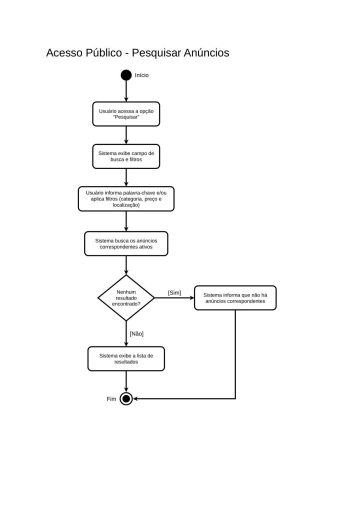 Acesso Público - Pesquisar Anúncios
Início
Usuário acessa a opção
"Pesquisar"
Sistema exibe campo de
busca e filtros
Usuário informa palavra-chave e/ou
aplica filtros (categoria, preço e
localização)
Sistema busca os anúncios
correspondentes ativos
Nenhum
resultado
encontrado?
[Sim]
Sistema informa que não há
anúncios correspondentes
[Não]
Sistema exibe a lista de
resultados
Fim